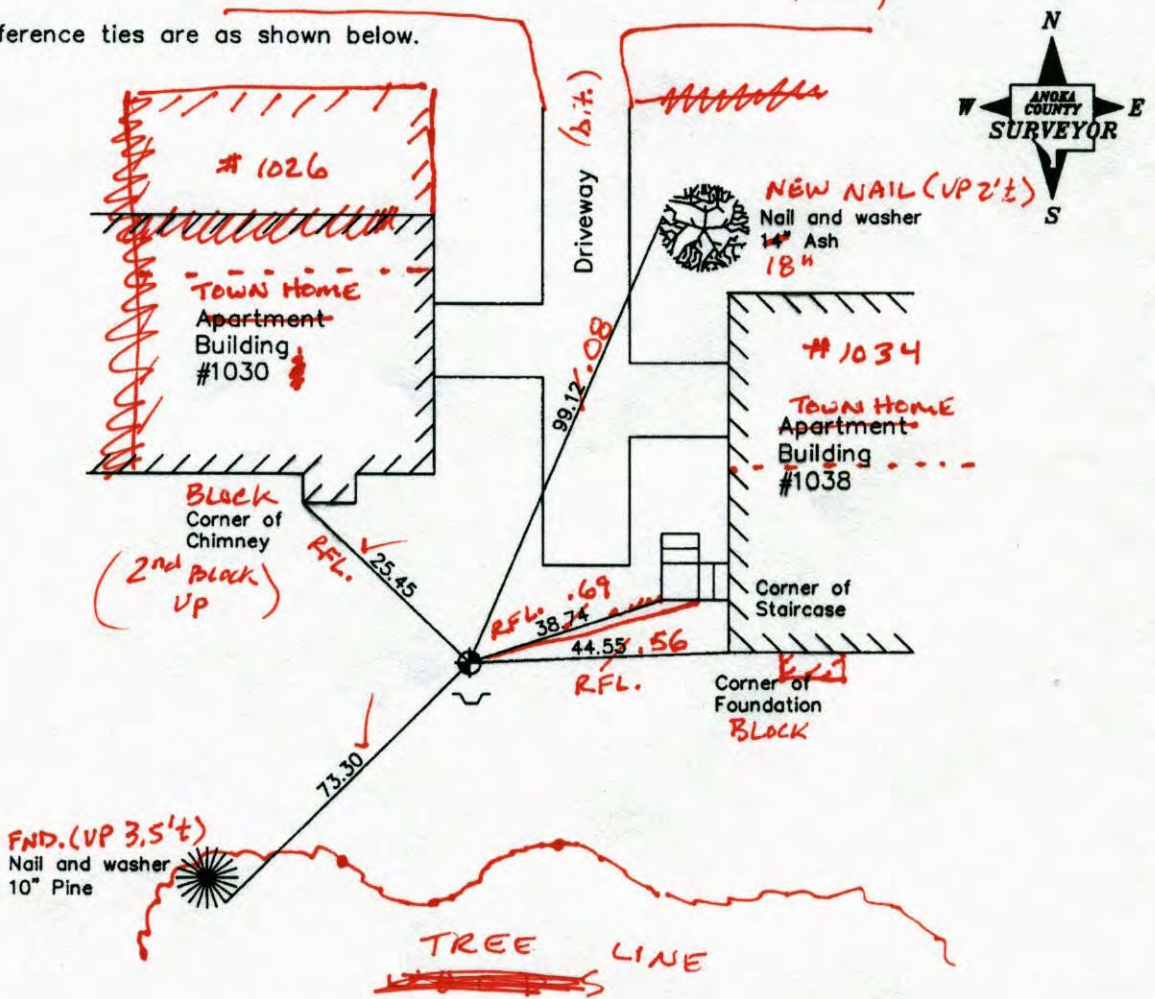 ference ties are as shown below.
N
W
ANOKA
COUNTY
SURVEYOR
E
S
Driveway (bit.)
# 1026
NEW NAIL (UP 2'±)
Nail and washer
14" Ash
18"
TOWN HOME
Apartment
Building
#1030
99.12 .08
# 1034
TOWN HOME
Apartment
Building
#1038
BLOCK
Corner of
Chimney
(2nd BLOCK
UP)
RFL.
25.45
RFL. .69
38.74
44.55 .56
RFL.
Corner of
Staircase
Corner of
Foundation
BLOCK
73.30
FND. (UP 3.5'±)
Nail and washer
10" Pine
TREE LINE